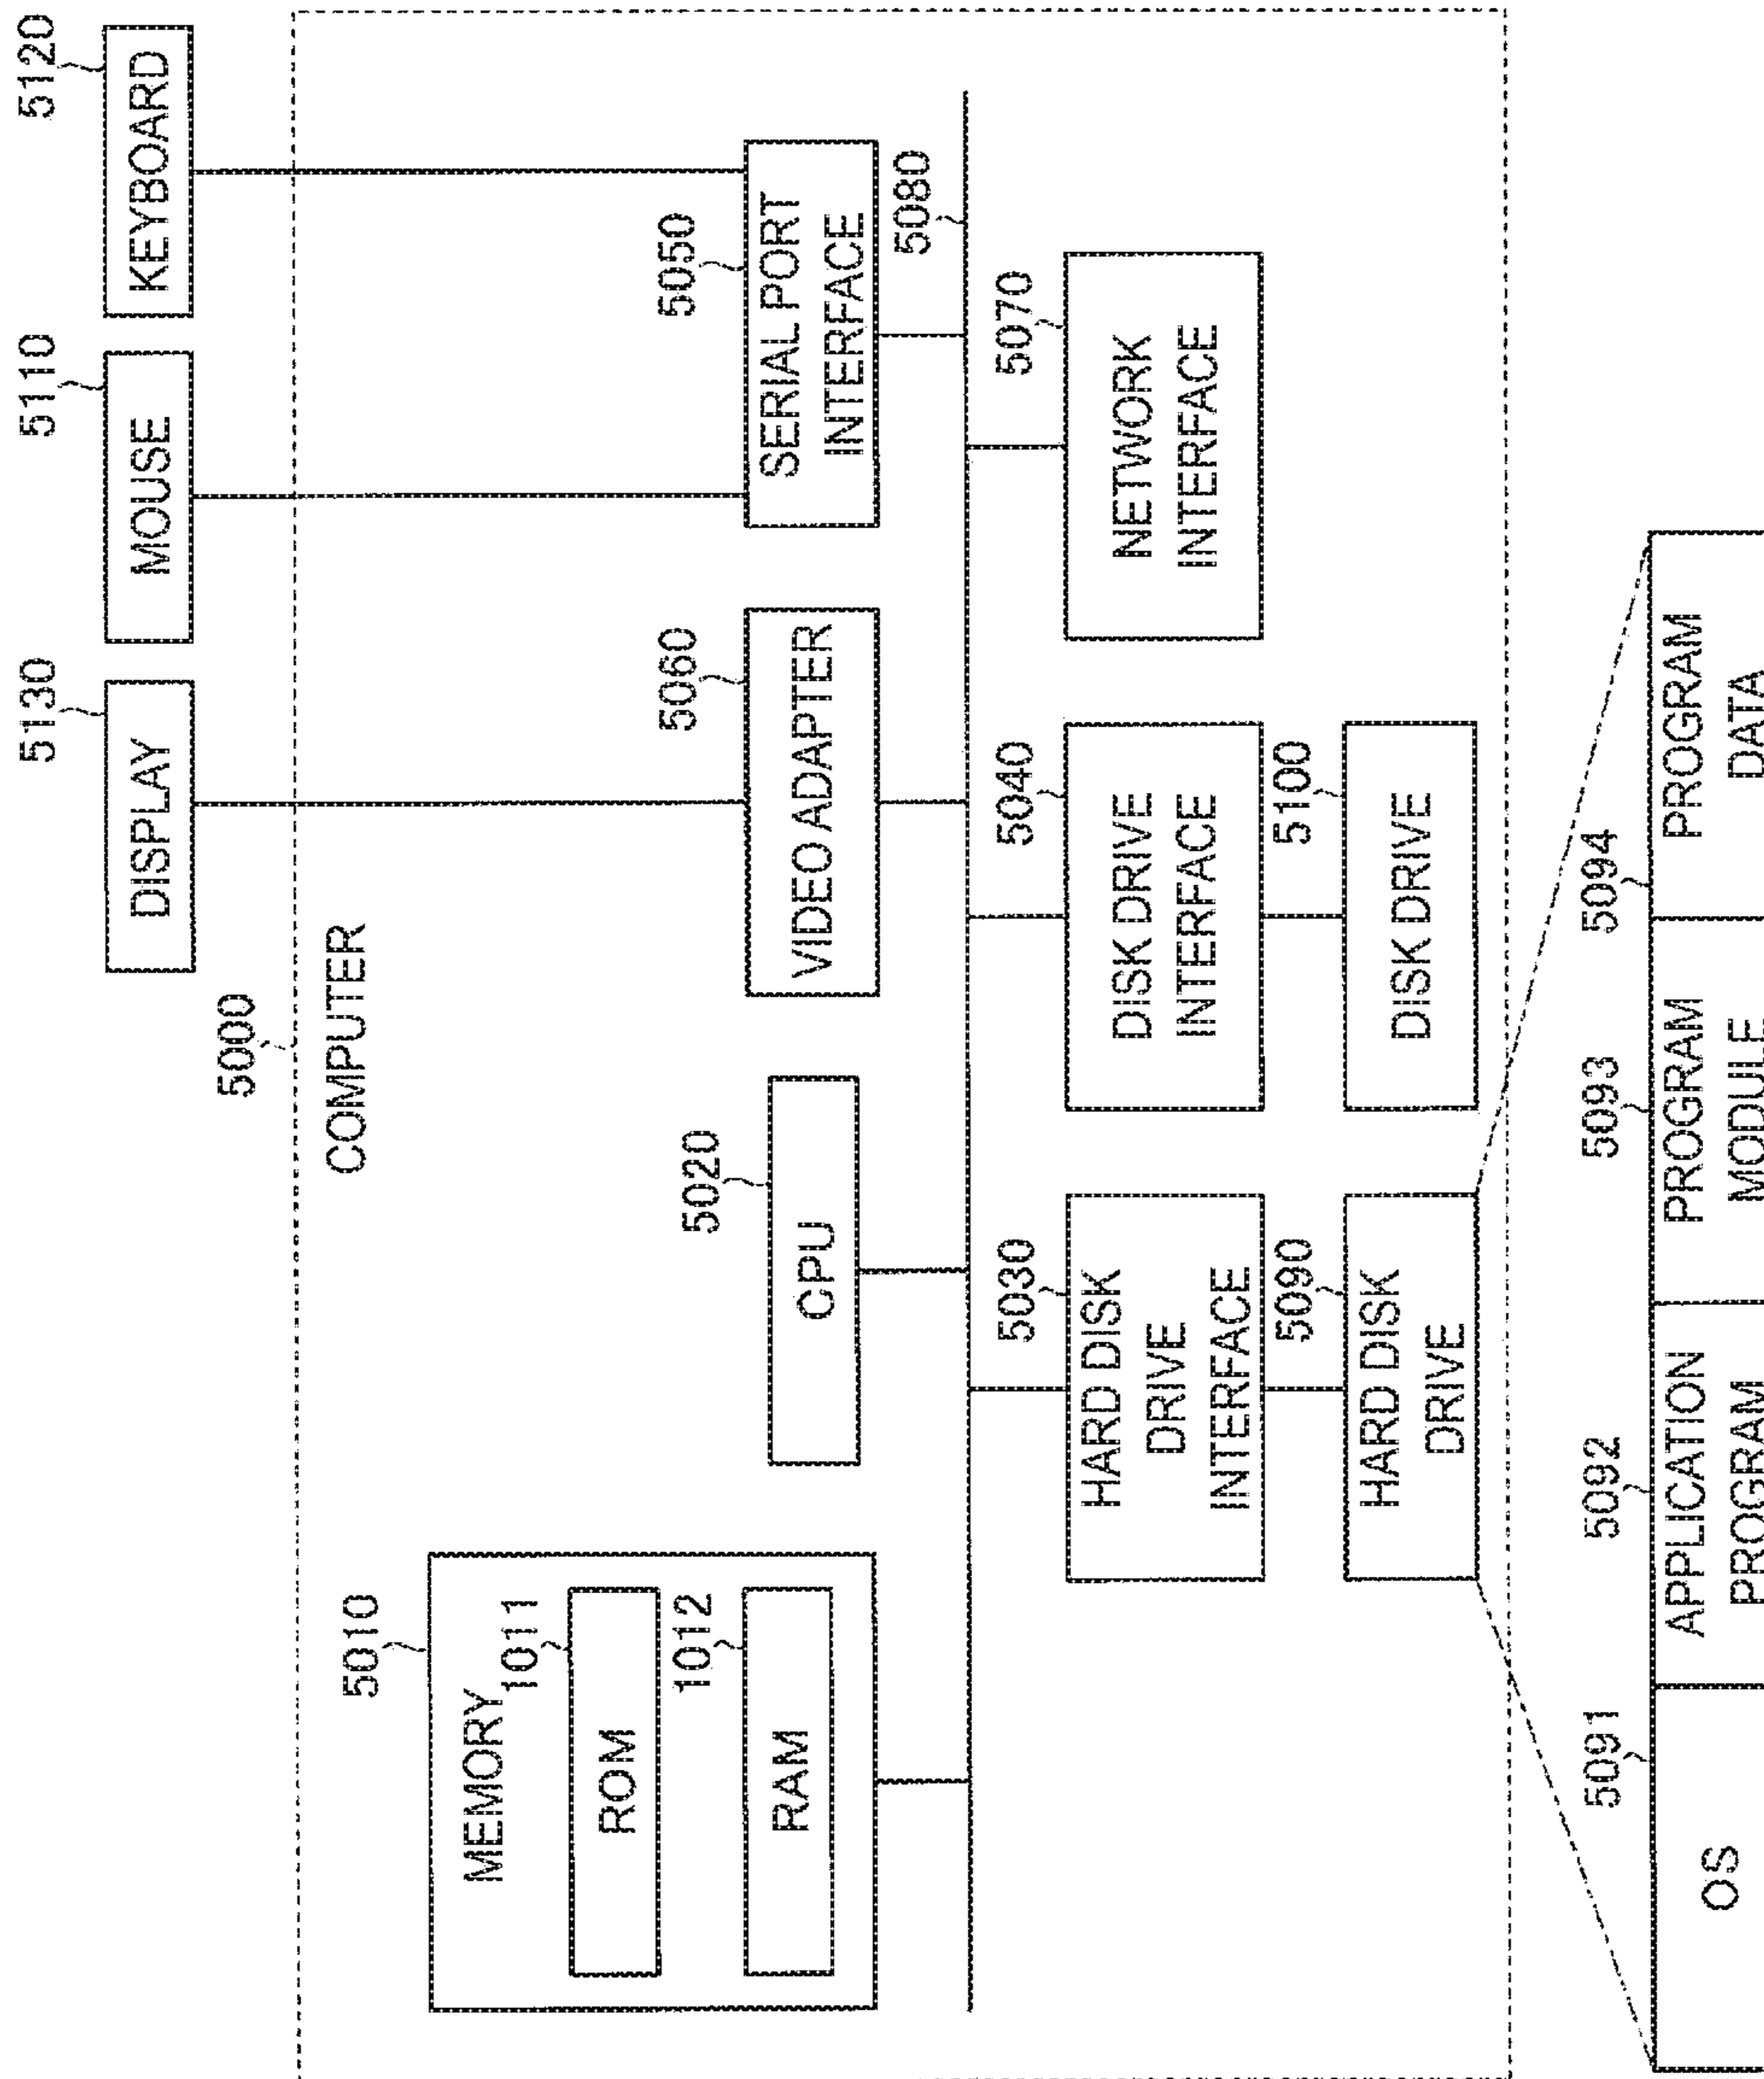 5130
5110
5120
DISPLAY
MOUSE
KEYBOARD
5000
COMPUTER
5010
MEMORY
1011
ROM
1012
RAM
5020
CPU
5060
VIDEO ADAPTER
5050
SERIAL PORT
INTERFACE
5080
5030
HARD DISK
DRIVE
INTERFACE
5040
DISK DRIVE
INTERFACE
5070
NETWORK
INTERFACE
5090
HARD DISK
DRIVE
5100
DISK DRIVE
5091
OS
5092
APPLICATION
PROGRAM
5093
PROGRAM
MODULE
5094
PROGRAM
DATA